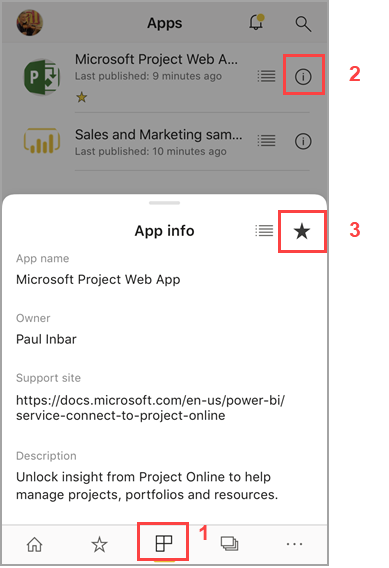 Apps
Microsoft Project Web A...
Last published: 9 minutes ago
2
Sales and Marketing sam...
Last published: 10 minutes ago
App info
3
App name
Microsoft Project Web App
Owner
Paul Inbar
Support site
https://docs.microsoft.com/en-us/power-bi/
service-connect-to-project-online
Description
Unlock insight from Project Online to help
manage projects, portfolios and resources.
1